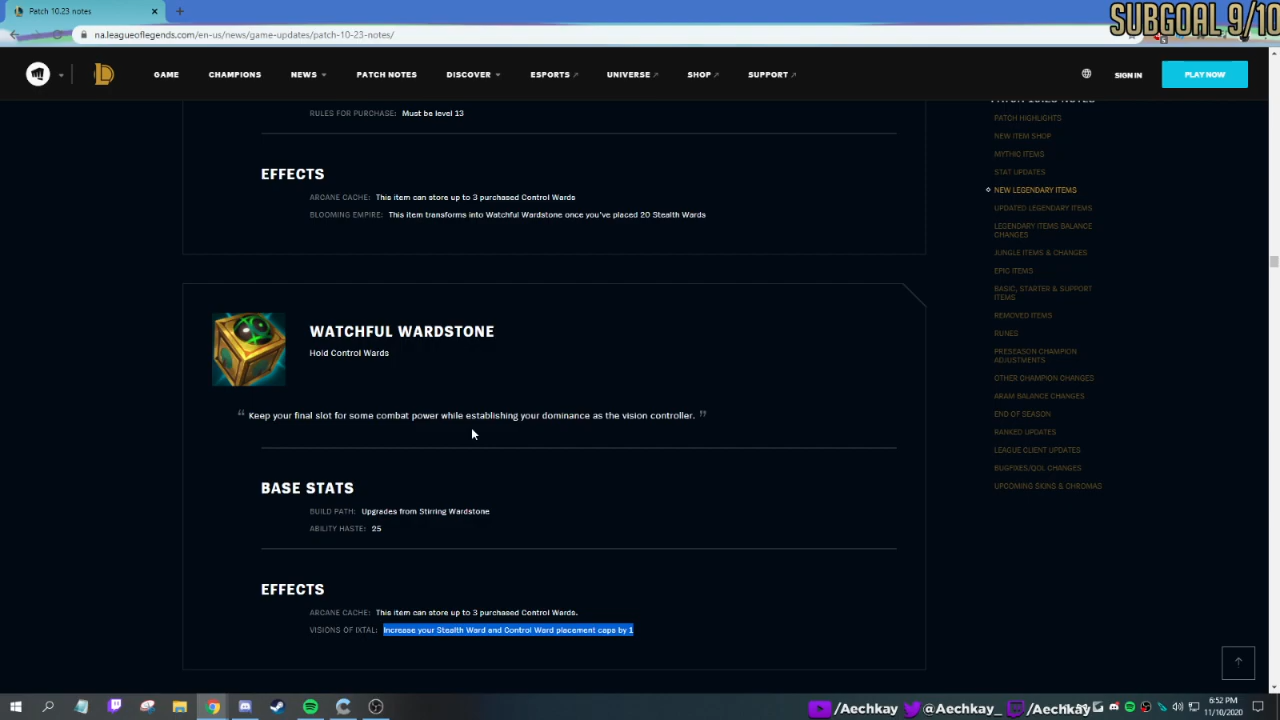 Patch 10.23 notes
SUBGOAL 9/10
na.leagueoflegends.com/en-us/news/game-updates/patch-10-23-notes/
GAME CHAMPIONS NEWS PATCH NOTES DISCOVER ESPORTS UNIVERSE SHOP SUPPORT SIGN IN PLAY NOW
RULES FOR PURCHASE: Must be level 13
EFFECTS
ARCANE CACHE: This item can store up to 3 purchased Control Wards
BLOOMING EMPIRE: This item transforms into Watchful Wardstone once you've placed 20 Stealth Wards
WATCHFUL WARDSTONE
Hold Control Wards
“ Keep your final slot for some combat power while establishing your dominance as the vision controller. ”
BASE STATS
BUILD PATH: Upgrades from Stirring Wardstone
ABILITY HASTE: 25
EFFECTS
ARCANE CACHE: This item can store up to 3 purchased Control Wards.
VISIONS OF IXTAL: Increase your Stealth Ward and Control Ward placement caps by 1
PATCH 10.23 NOTES
PATCH HIGHLIGHTS
NEW ITEM SHOP
MYTHIC ITEMS
STAT UPDATES
NEW LEGENDARY ITEMS
UPDATED LEGENDARY ITEMS
LEGENDARY ITEMS BALANCE
CHANGES
JUNGLE ITEMS & CHANGES
EPIC ITEMS
BASIC, STARTER & SUPPORT
ITEMS
REMOVED ITEMS
RUNES
PRESEASON CHAMPION
ADJUSTMENTS
OTHER CHAMPION CHANGES
ARAM BALANCE CHANGES
END OF SEASON
RANKED UPDATES
LEAGUE CLIENT UPDATES
BUGFIXES/QOL CHANGES
UPCOMING SKINS & CHROMAS
/Aechkay @Aechkay_ /Aechkay
6:52 PM
11/10/2020